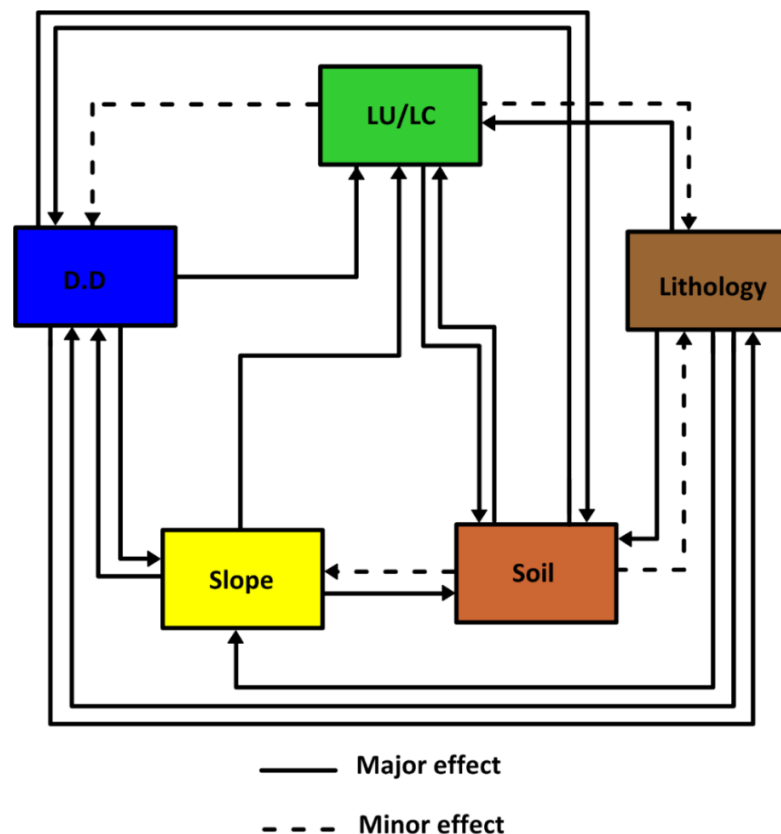 LU/LC
D.D
Lithology
Slope
Soil
Major effect
Minor effect